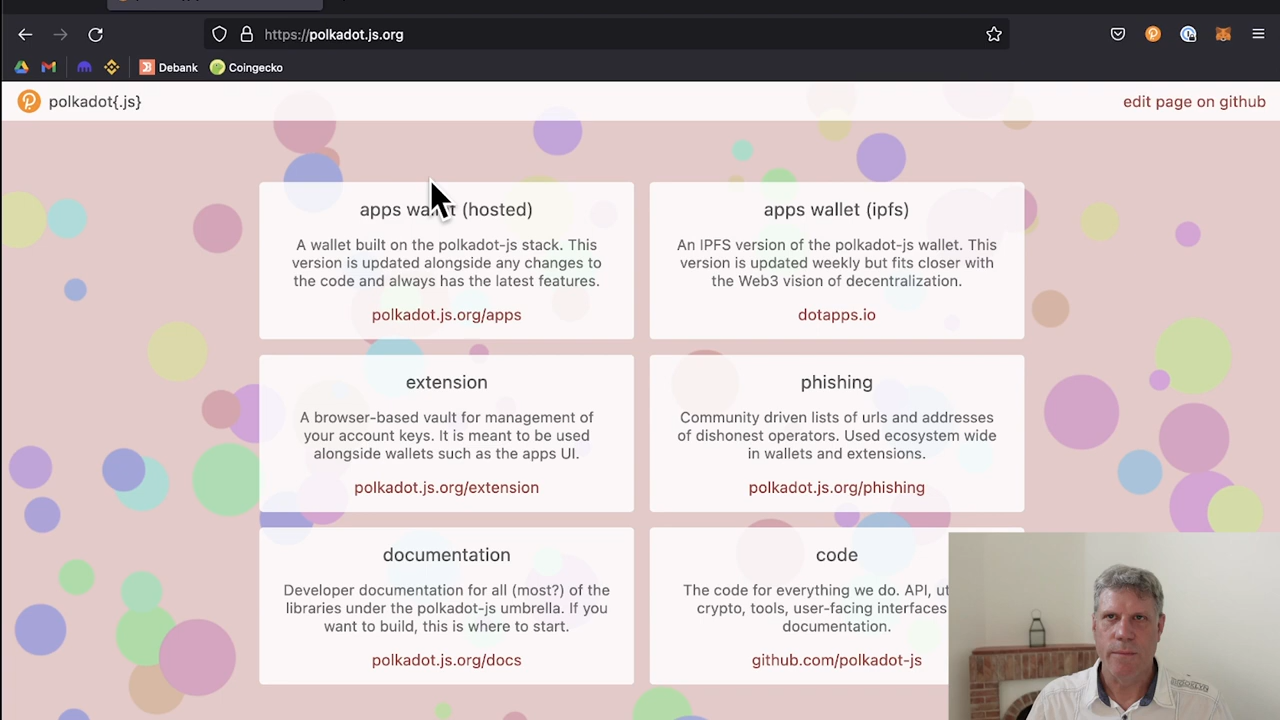 https://polkadot.js.org
Debank
Coingecko
polkadot{.js}
edit page on github
apps wallet (hosted)
A wallet built on the polkadot-js stack. This
version is updated alongside any changes to
the code and always has the latest features.
polkadot.js.org/apps
apps wallet (ipfs)
An IPFS version of the polkadot-js wallet. This
version is updated weekly but fits closer with
the Web3 vision of decentralization.
dotapps.io
extension
A browser-based vault for management of
your account keys. It is meant to be used
alongside wallets such as the apps UI.
polkadot.js.org/extension
phishing
Community driven lists of urls and addresses
of dishonest operators. Used ecosystem wide
in wallets and extensions.
polkadot.js.org/phishing
documentation
Developer documentation for all (most?) of the
libraries under the polkadot-js umbrella. If you
want to build, this is where to start.
polkadot.js.org/docs
code
The code for everything we do. API, ut
crypto, tools, user-facing interfaces
documentation.
github.com/polkadot-js